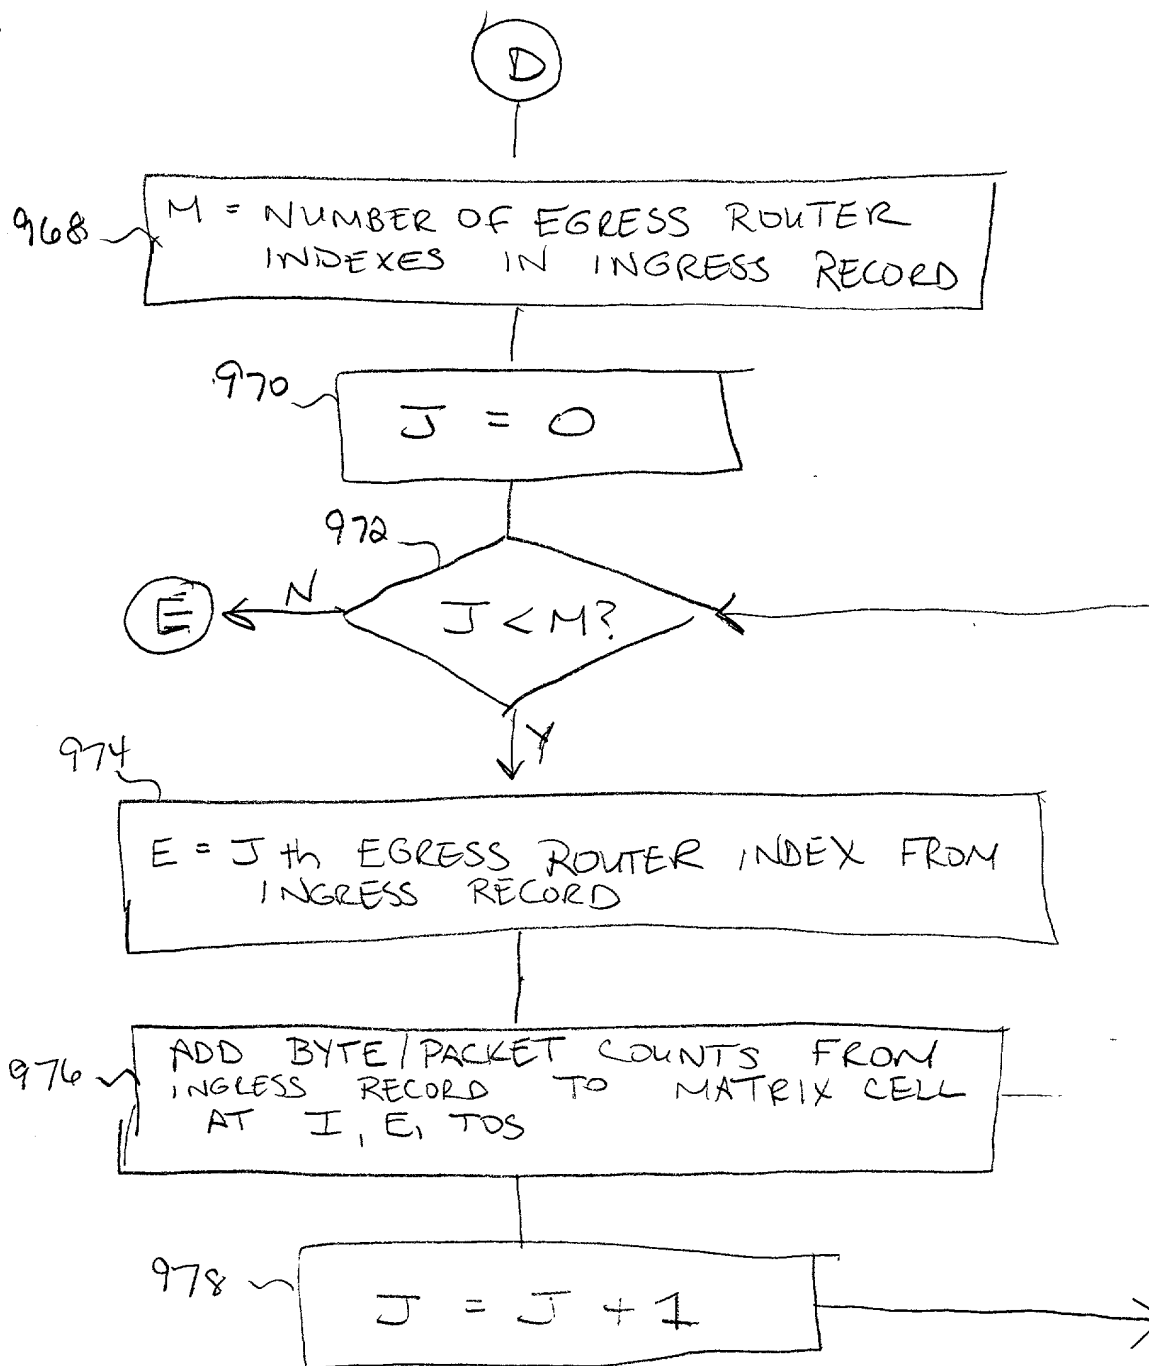 D
968
M = NUMBER OF EGRESS ROUTER
INDEXES IN INGRESS RECORD
970
J = 0
972
E
N
J < M?
Y
974
E = J th EGRESS ROUTER INDEX FROM
INGRESS RECORD
976
ADD BYTE/PACKET COUNTS FROM
INGRESS RECORD TO MATRIX CELL
AT I, E, TOS
978
J = J + 1